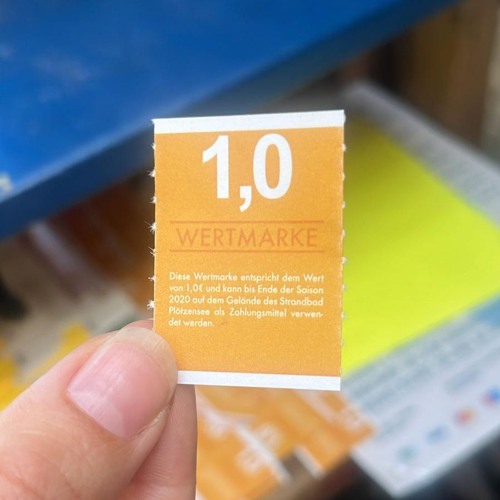 1,0
WERTMARKE
Diese Wertmarke entspricht dem Wert
von 1,0€ und kann bis Ende der Saison
2020 auf dem Gelände des Strandbad
Plötzensee als Zahlungsmittel verwen-
det werden.